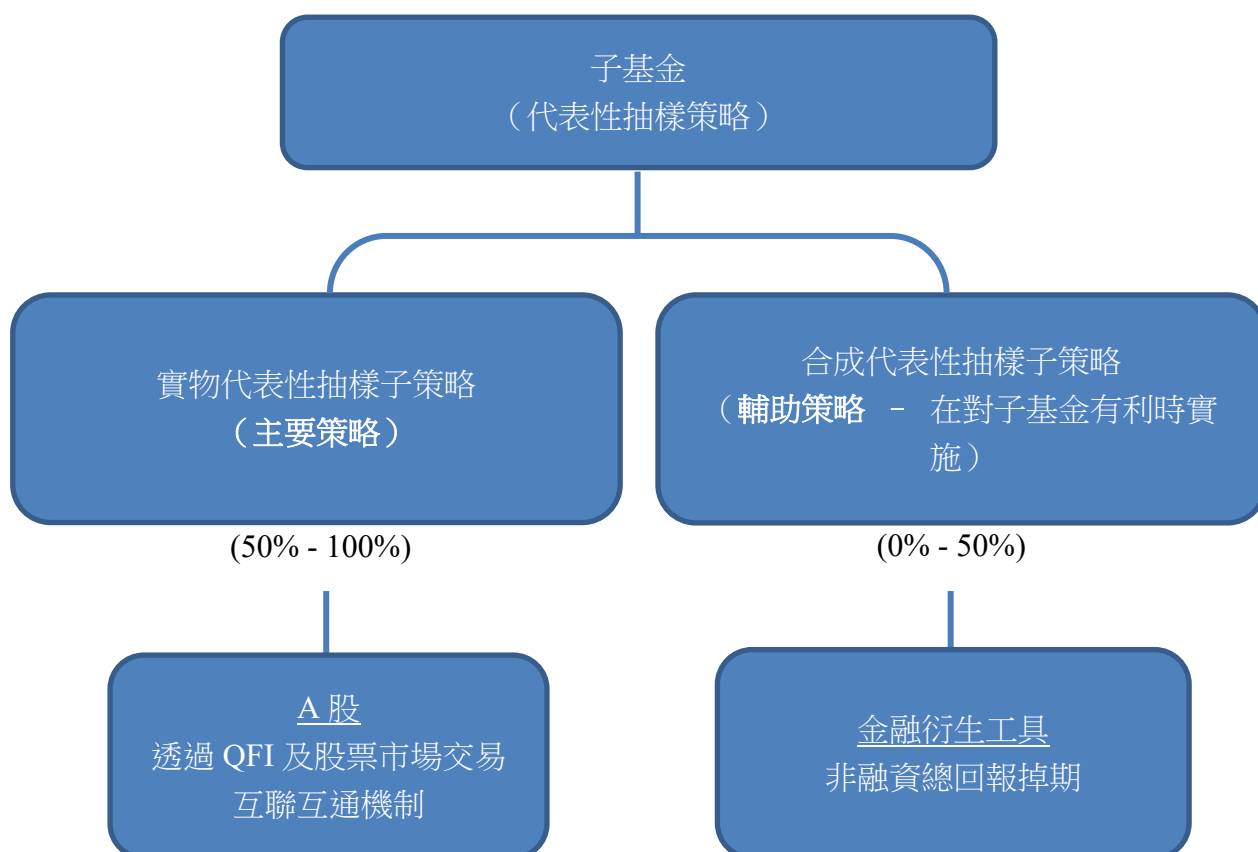 子基金
（代表性抽樣策略）
實物代表性抽樣子策略
（主要策略）
合成代表性抽樣子策略
（輔助策略 - 在對子基金有利時實
施）
(50% - 100%)
(0% - 50%)
A 股
透過 QFI 及股票市場交易
互聯互通機制
金融衍生工具
非融資總回報掉期